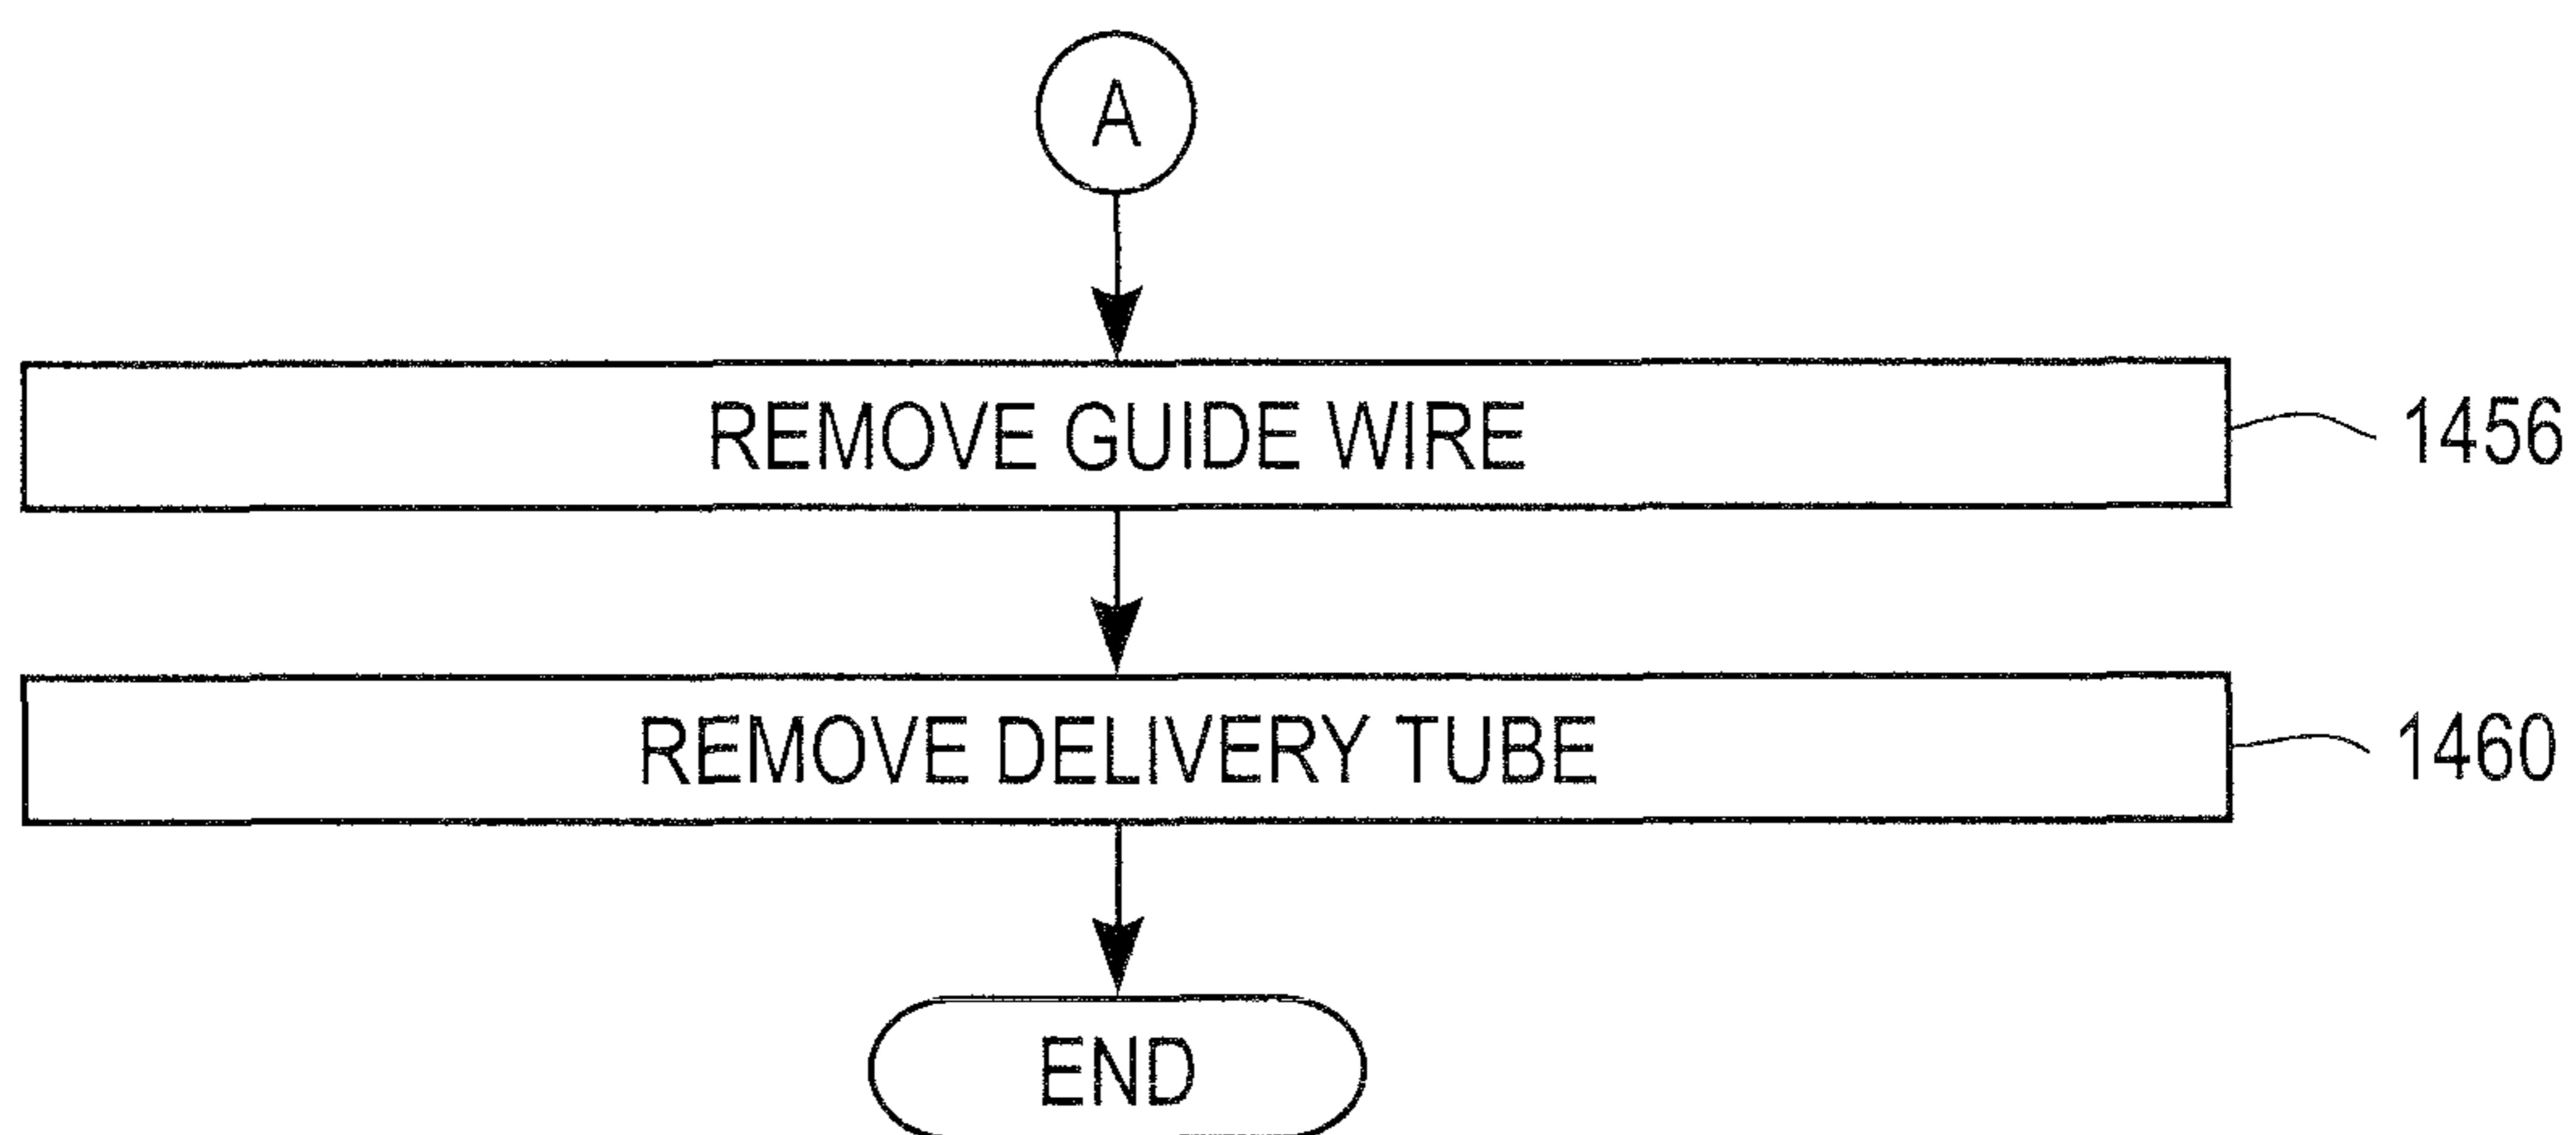 A
REMOVE GUIDE WIRE
1456
REMOVE DELIVERY TUBE
1460
END